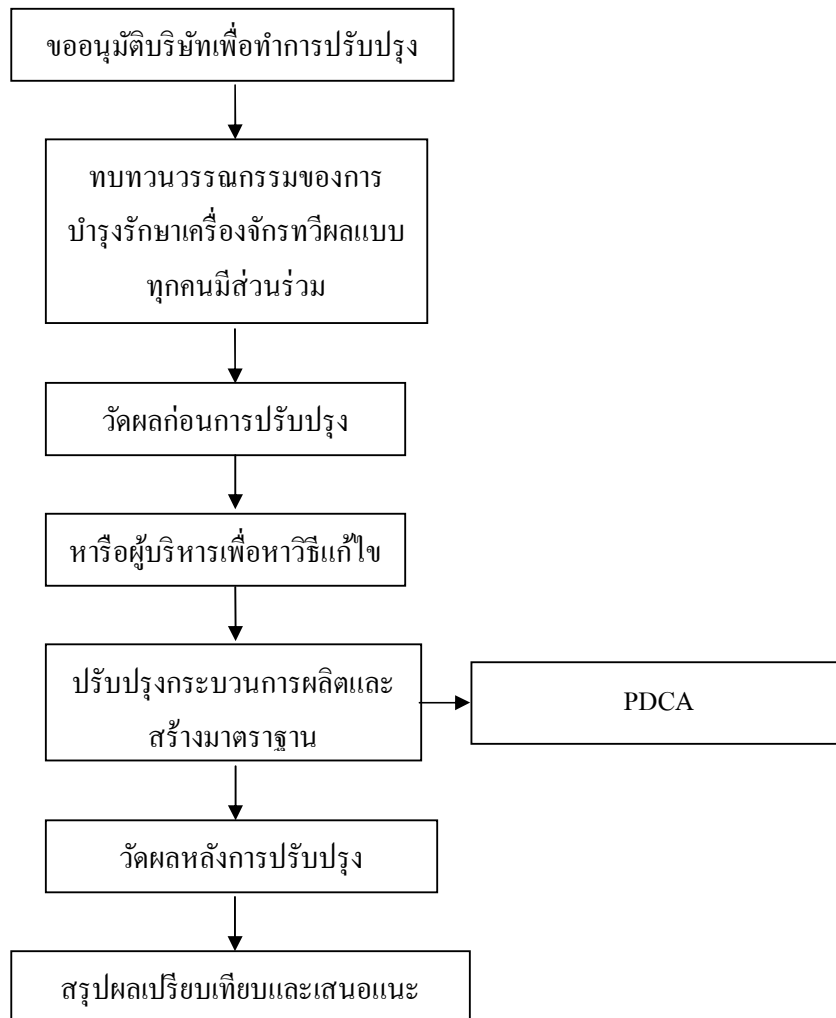 ขออนุมัติบริษัทเพื่อทำการปรับปรุง
ทบทวนวรรณกรรมของการ
บำรุงรักษาเครื่องจักรทวีผลแบบ
ทุกคนมีส่วนร่วม
วัดผลก่อนการปรับปรุง
หารือผู้บริหารเพื่อหาวิธีแก้ไข
ปรับปรุงกระบวนการผลิตและ
สร้างมาตราฐาน
PDCA
วัดผลหลังการปรับปรุง
สรุปผลเปรียบเทียบและเสนอแนะ